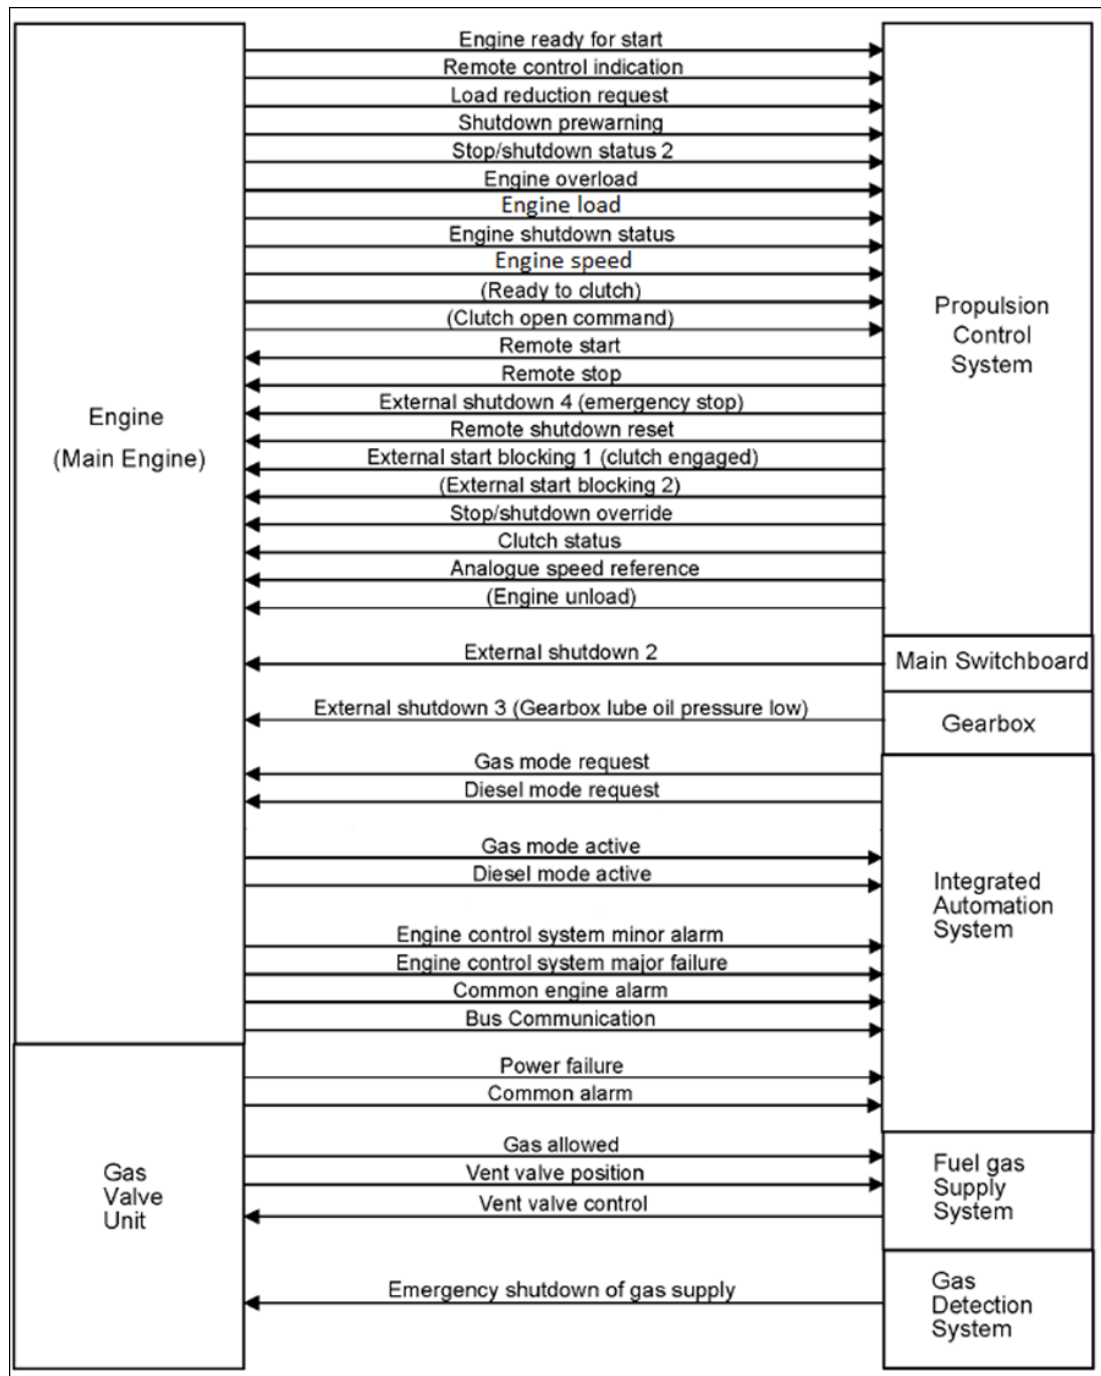 Engine ready for start
Remote control indication
Load reduction request
Shutdown prewarning
Stop/shutdown status 2
Engine overload
Engine load
Engine shutdown status
Engine speed
(Ready to clutch)
(Clutch open command)
Remote start
Remote stop
External shutdown 4 (emergency stop)
Remote shutdown reset
External start blocking 1 (clutch engaged)
(External start blocking 2)
Stop/shutdown override
Clutch status
Analogue speed reference
(Engine unload)
Engine
(Main Engine)
Propulsion
Control
System
External shutdown 2
Main Switchboard
External shutdown 3 (Gearbox lube oil pressure low)
Gearbox
Gas mode request
Diesel mode request
Gas mode active
Diesel mode active
Engine control system minor alarm
Engine control system major failure
Common engine alarm
Bus Communication
Power failure
Common alarm
Integrated
Automation
System
Gas allowed
Vent valve position
Vent valve control
Gas
Valve
Unit
Fuel gas
Supply
System
Emergency shutdown of gas supply
Gas
Detection
System